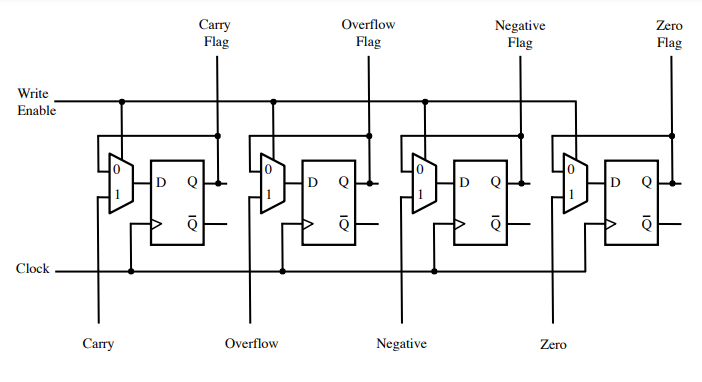 Carry
Flag
Overflow
Flag
Negative
Flag
Zero
Flag
Write
Enable
0
1
D Q
Q̅
0
1
D Q
Q̅
0
1
D Q
Q̅
0
1
D Q
Q̅
Clock
Carry
Overflow
Negative
Zero